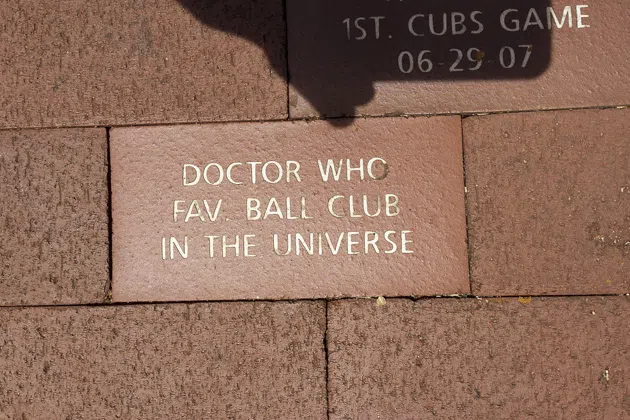 1ST. CUBS GAME
06-29-07
DOCTOR WHO
FAV. BALL CLUB
IN THE UNIVERSE